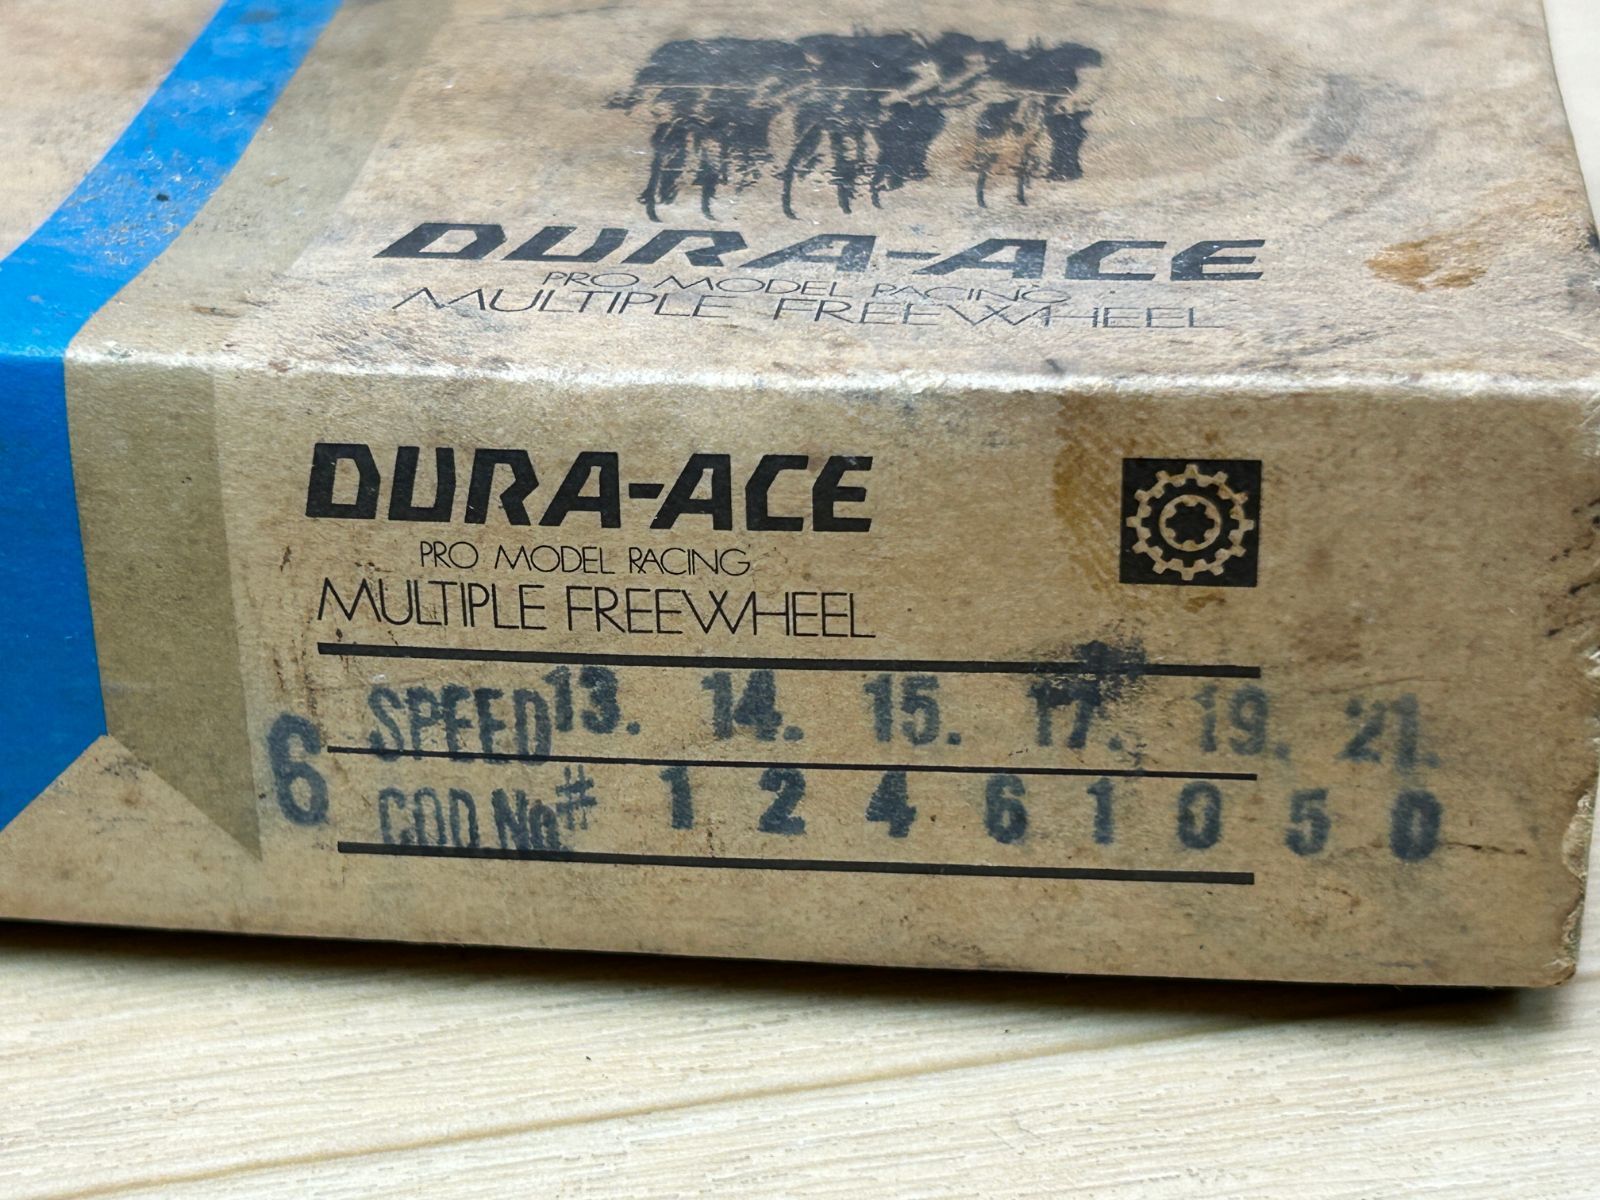 DURA-ACE
PRO MODEL RACING
MULTIPLE FREEWHEEL
DURA-ACE
PRO MODEL RACING
MULTIPLE FREEWHEEL
6 SPEED 13. 14. 15. 17. 19. 21.
COD.No# 1 2 4 6 1 0 5 0